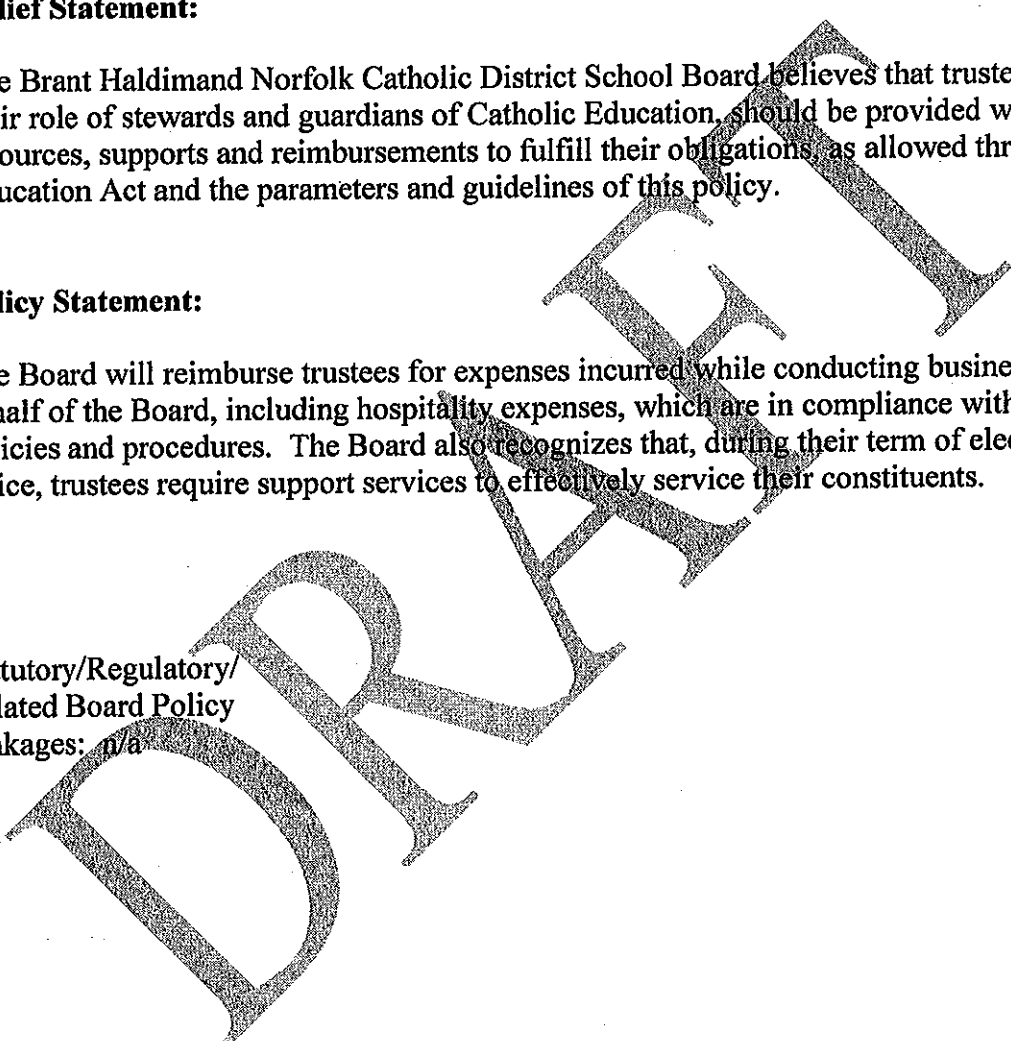 lief Statement:
e Brant Haldimand Norfolk Catholic District School Board believes that truste
ir role of stewards and guardians of Catholic Education, should be provided w
ources, supports and reimbursements to fulfill their obligations, as allowed thr
ucation Act and the parameters and guidelines of this policy.
licy Statement:
e Board will reimburse trustees for expenses incurred while conducting busine
half of the Board, including hospitality expenses, which are in compliance with
icies and procedures. The Board also recognizes that, during their term of elec
ice, trustees require support services to effectively service their constituents.
tutory/Regulatory/
lated Board Policy
kages: n/a
DRAFT